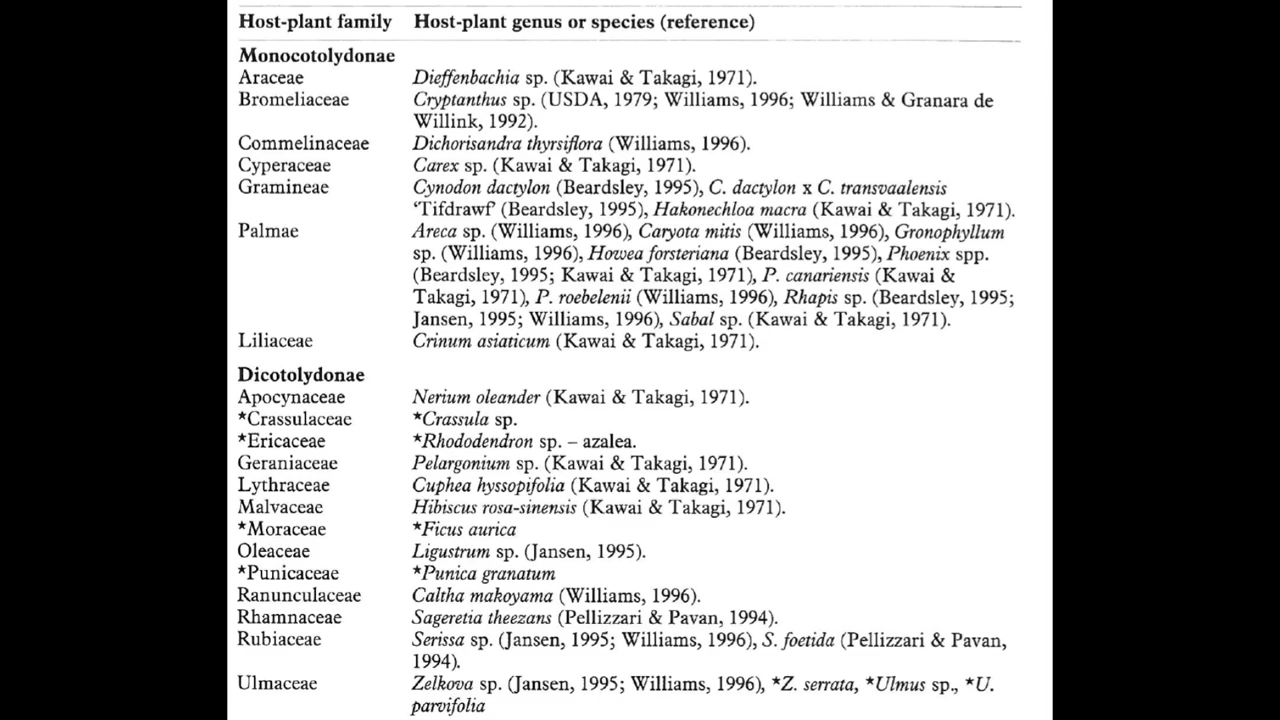 Host-plant family Host-plant genus or species (reference)
Monocotolydonae
Araceae Dieffenbachia sp. (Kawai & Takagi, 1971).
Bromeliaceae Cryptanthus sp. (USDA, 1979; Williams, 1996; Williams & Granara de
Willink, 1992).
Commelinaceae Dichorisandra thyrsiflora (Williams, 1996).
Cyperaceae Carex sp. (Kawai & Takagi, 1971).
Gramineae Cynodon dactylon (Beardsley, 1995), C. dactylon x C. transvaalensis
‘Tifdrawf’ (Beardsley, 1995), Hakonechloa macra (Kawai & Takagi, 1971).
Palmae Areca sp. (Williams, 1996), Caryota mitis (Williams, 1996), Gronophyllum
sp. (Williams, 1996), Howea forsteriana (Beardsley, 1995), Phoenix spp.
(Beardsley, 1995; Kawai & Takagi, 1971), P. canariensis (Kawai &
Takagi, 1971), P. roebelenii (Williams, 1996), Rhapis sp. (Beardsley, 1995;
Jansen, 1995; Williams, 1996), Sabal sp. (Kawai & Takagi, 1971).
Liliaceae Crinum asiaticum (Kawai & Takagi, 1971).
Dicotolydonae
Apocynaceae Nerium oleander (Kawai & Takagi, 1971).
★Crassulaceae ★Crassula sp.
★Ericaceae ★Rhododendron sp. – azalea.
Geraniaceae Pelargonium sp. (Kawai & Takagi, 1971).
Lythraceae Cuphea hyssopifolia (Kawai & Takagi, 1971).
Malvaceae Hibiscus rosa-sinensis (Kawai & Takagi, 1971).
★Moraceae ★Ficus aurica
Oleaceae Ligustrum sp. (Jansen, 1995).
★Punicaceae ★Punica granatum
Ranunculaceae Caltha makoyama (Williams, 1996).
Rhamnaceae Sageretia theezans (Pellizzari & Pavan, 1994).
Rubiaceae Serissa sp. (Jansen, 1995; Williams, 1996), S. foetida (Pellizzari & Pavan,
1994).
Ulmaceae Zelkova sp. (Jansen, 1995; Williams, 1996), ★Z. serrata, ★Ulmus sp., ★U.
parvifolia